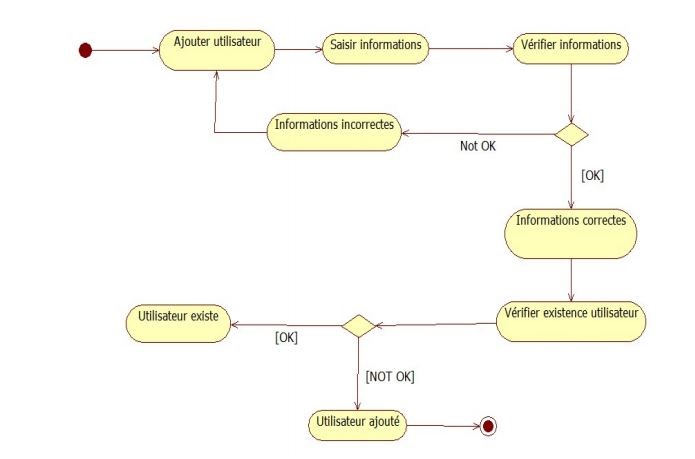 Ajouter utilisateur
Saisir informations
Vérifier informations
Informations incorrectes
Not OK
[OK]
Informations correctes
Utilisateur existe
Vérifier existence utilisateur
[OK]
[NOT OK]
Utilisateur ajouté